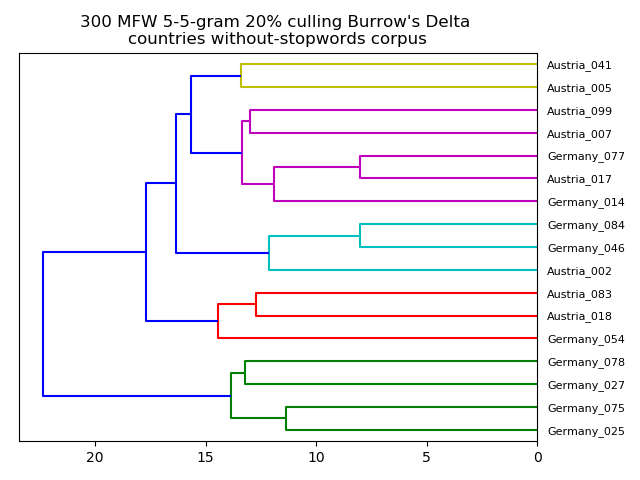 300 MFW 5-5-gram 20% culling Burrow's Delta
countries without-stopwords corpus
Austria_041
Austria_005
Austria_099
Austria_007
Germany_077
Austria_017
Germany_014
Germany_084
Germany_046
Austria_002
Austria_083
Austria_018
Germany_054
Germany_078
Germany_027
Germany_075
Germany_025
20 15 10 5 0